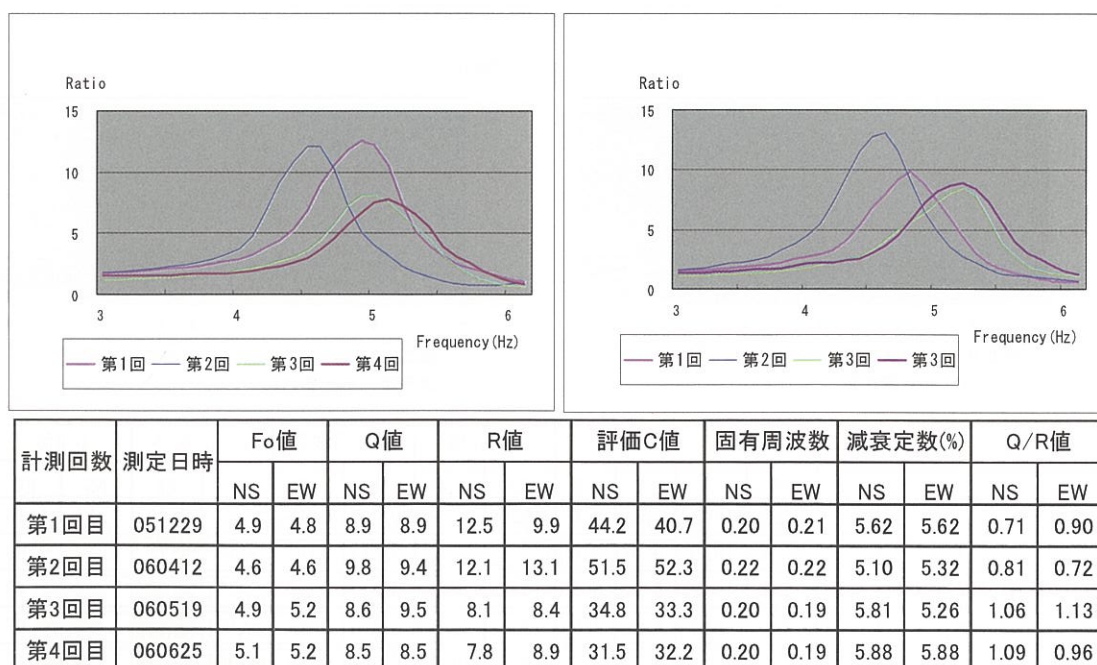 Ratio
15
10
5
0
3 4 5 6
Frequency(Hz)
第1回 第2回 第3回 第4回
Ratio
15
10
5
0
3 4 5 6
Frequency(Hz)
第1回 第2回 第3回 第3回
計測回数 測定日時 Fo値 Q値 R値 評価C値 固有周波数 減衰定数(%) Q/R値
NS EW NS EW NS EW NS EW NS EW NS EW NS EW
第1回目 051229 4.9 4.8 8.9 8.9 12.5 9.9 44.2 40.7 0.20 0.21 5.62 5.62 0.71 0.90
第2回目 060412 4.6 4.6 9.8 9.4 12.1 13.1 51.5 52.3 0.22 0.22 5.10 5.32 0.81 0.72
第3回目 060519 4.9 5.2 8.6 9.5 8.1 8.4 34.8 33.3 0.20 0.19 5.81 5.26 1.06 1.13
第4回目 060625 5.1 5.2 8.5 8.5 7.8 8.9 31.5 32.2 0.20 0.19 5.88 5.88 1.09 0.96